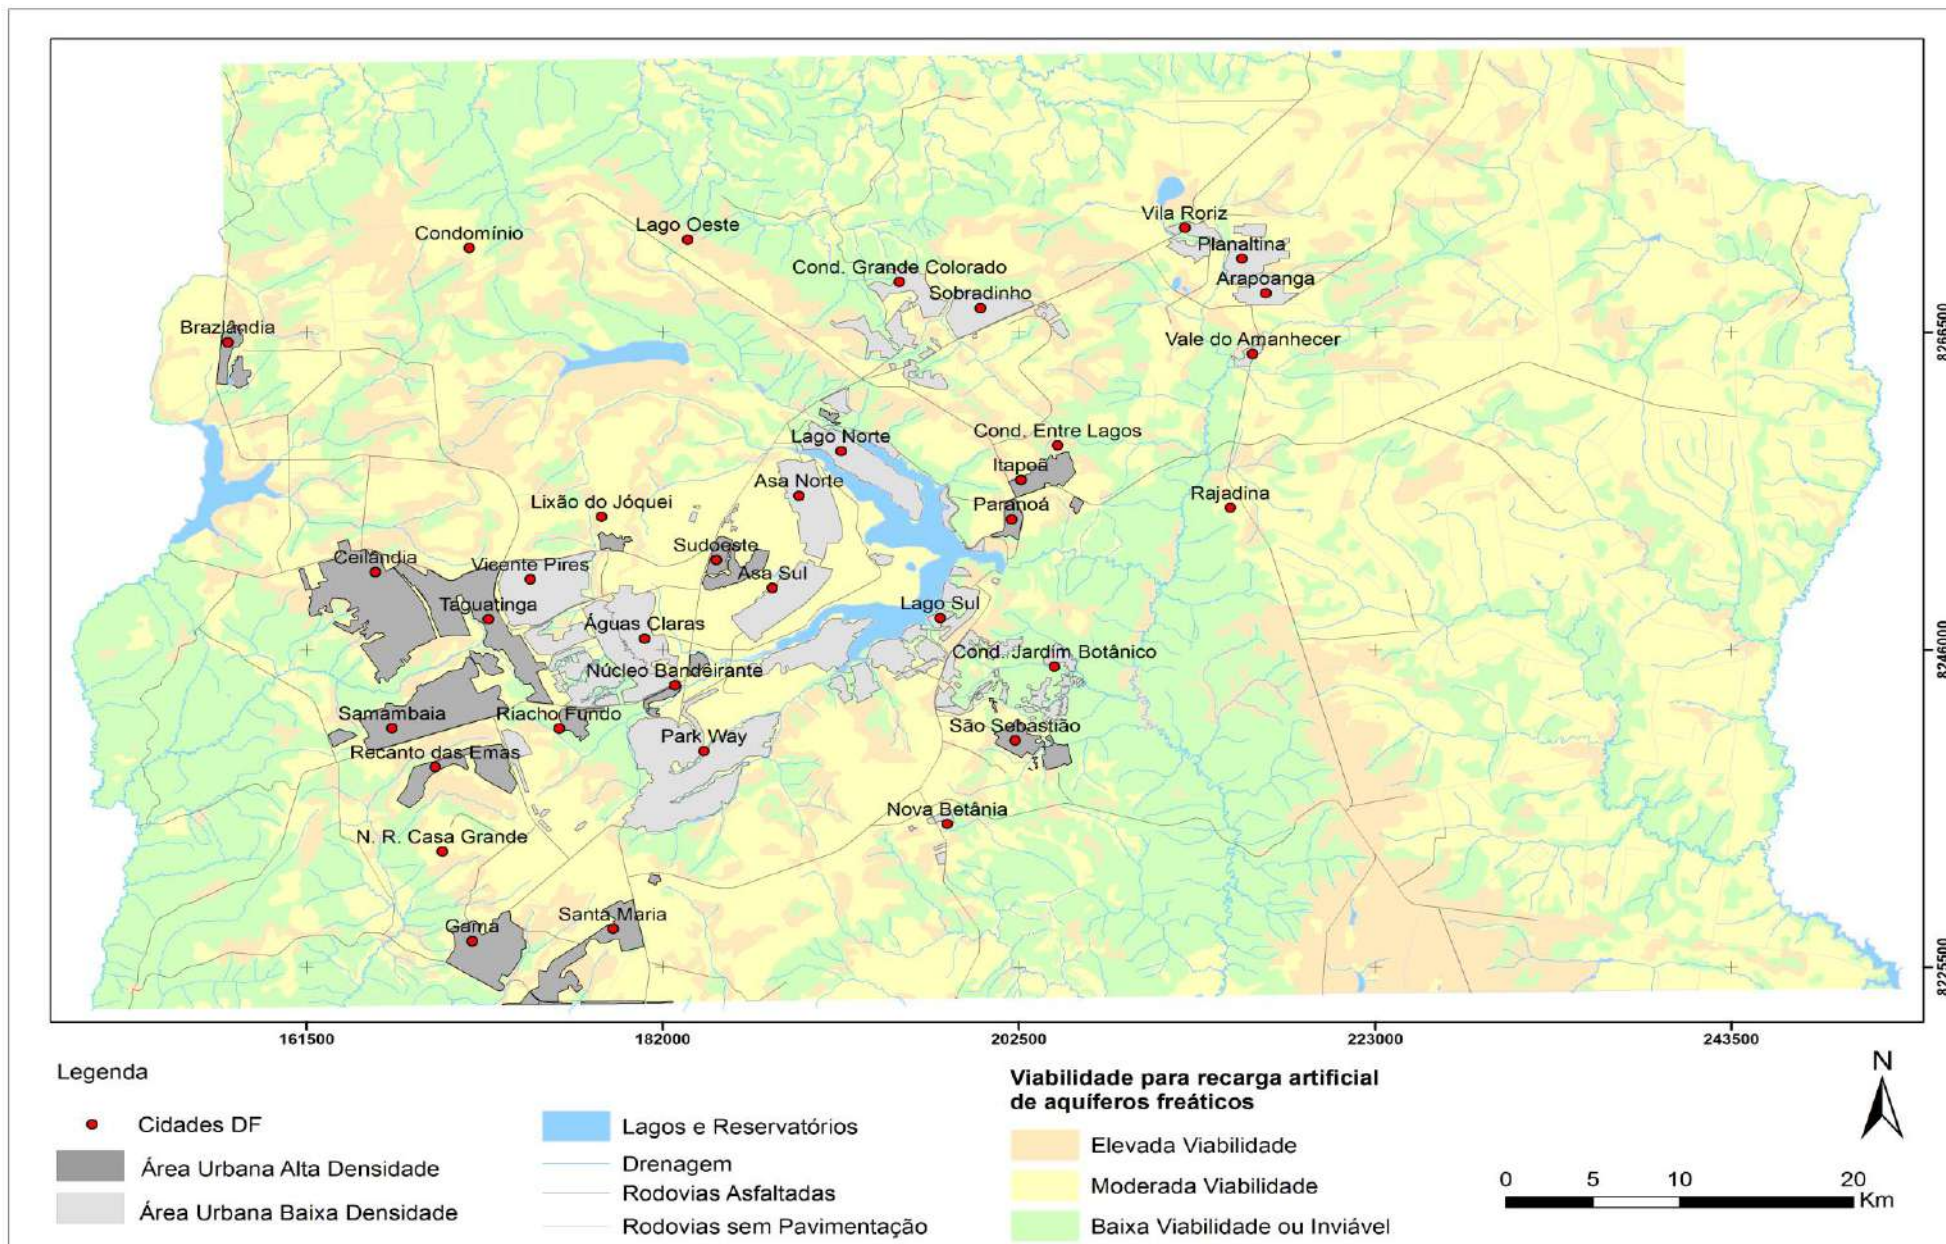 Vila Roriz
Lago Oeste
Condomínio
Planaltina
Cond. Grande Colorado
Arapoanga
Sobradinho
Brazlândia
Vale do Amanhecer
826500
Cond. Entre Lagos
Lago Norte
Itapoã
Asa Norte
Rajadina
Lixão do Jóquei
Paranoá
Sudoeste
Ceilândia
Vicente Pires
Asa Sul
Taguatinga
Lago Sul
Águas Claras
Cond. Jardim Botânico
8246000
Núcleo Bandeirante
Samambaia
Riacho Fundo
São Sebastião
Park Way
Recanto das Emas
Nova Betânia
N. R. Casa Grande
Santa Maria
Gama
825500
161500 182000 202500 223000 243500
Legenda
Cidades DF
Área Urbana Alta Densidade
Área Urbana Baixa Densidade
Lagos e Reservatórios
Drenagem
Rodovias Asfaltadas
Rodovias sem Pavimentação
Viabilidade para recarga artificial
de aquíferos freáticos
Elevada Viabilidade
Moderada Viabilidade
Baixa Viabilidade ou Inviável
N
0 5 10 20
Km